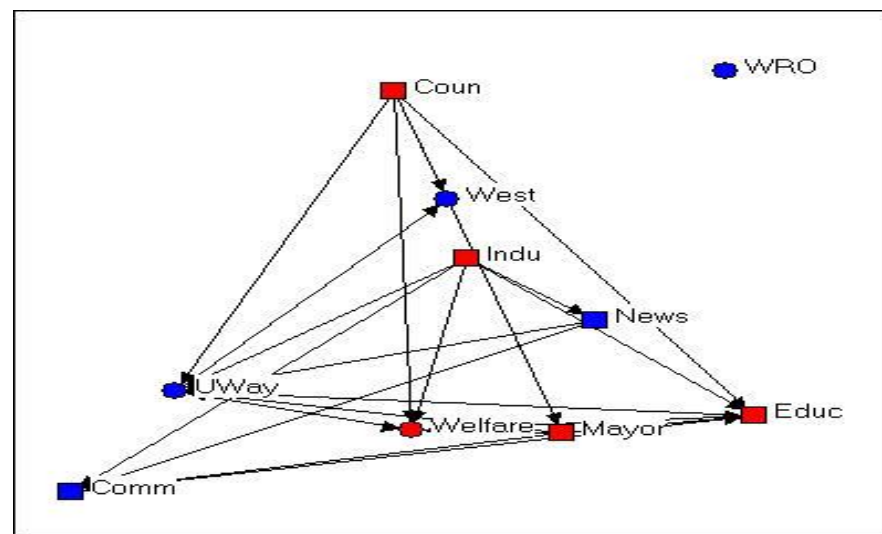 WRO
Coun
West
Indu
News
UWay
Welfare
Mayor
Educ
Comm